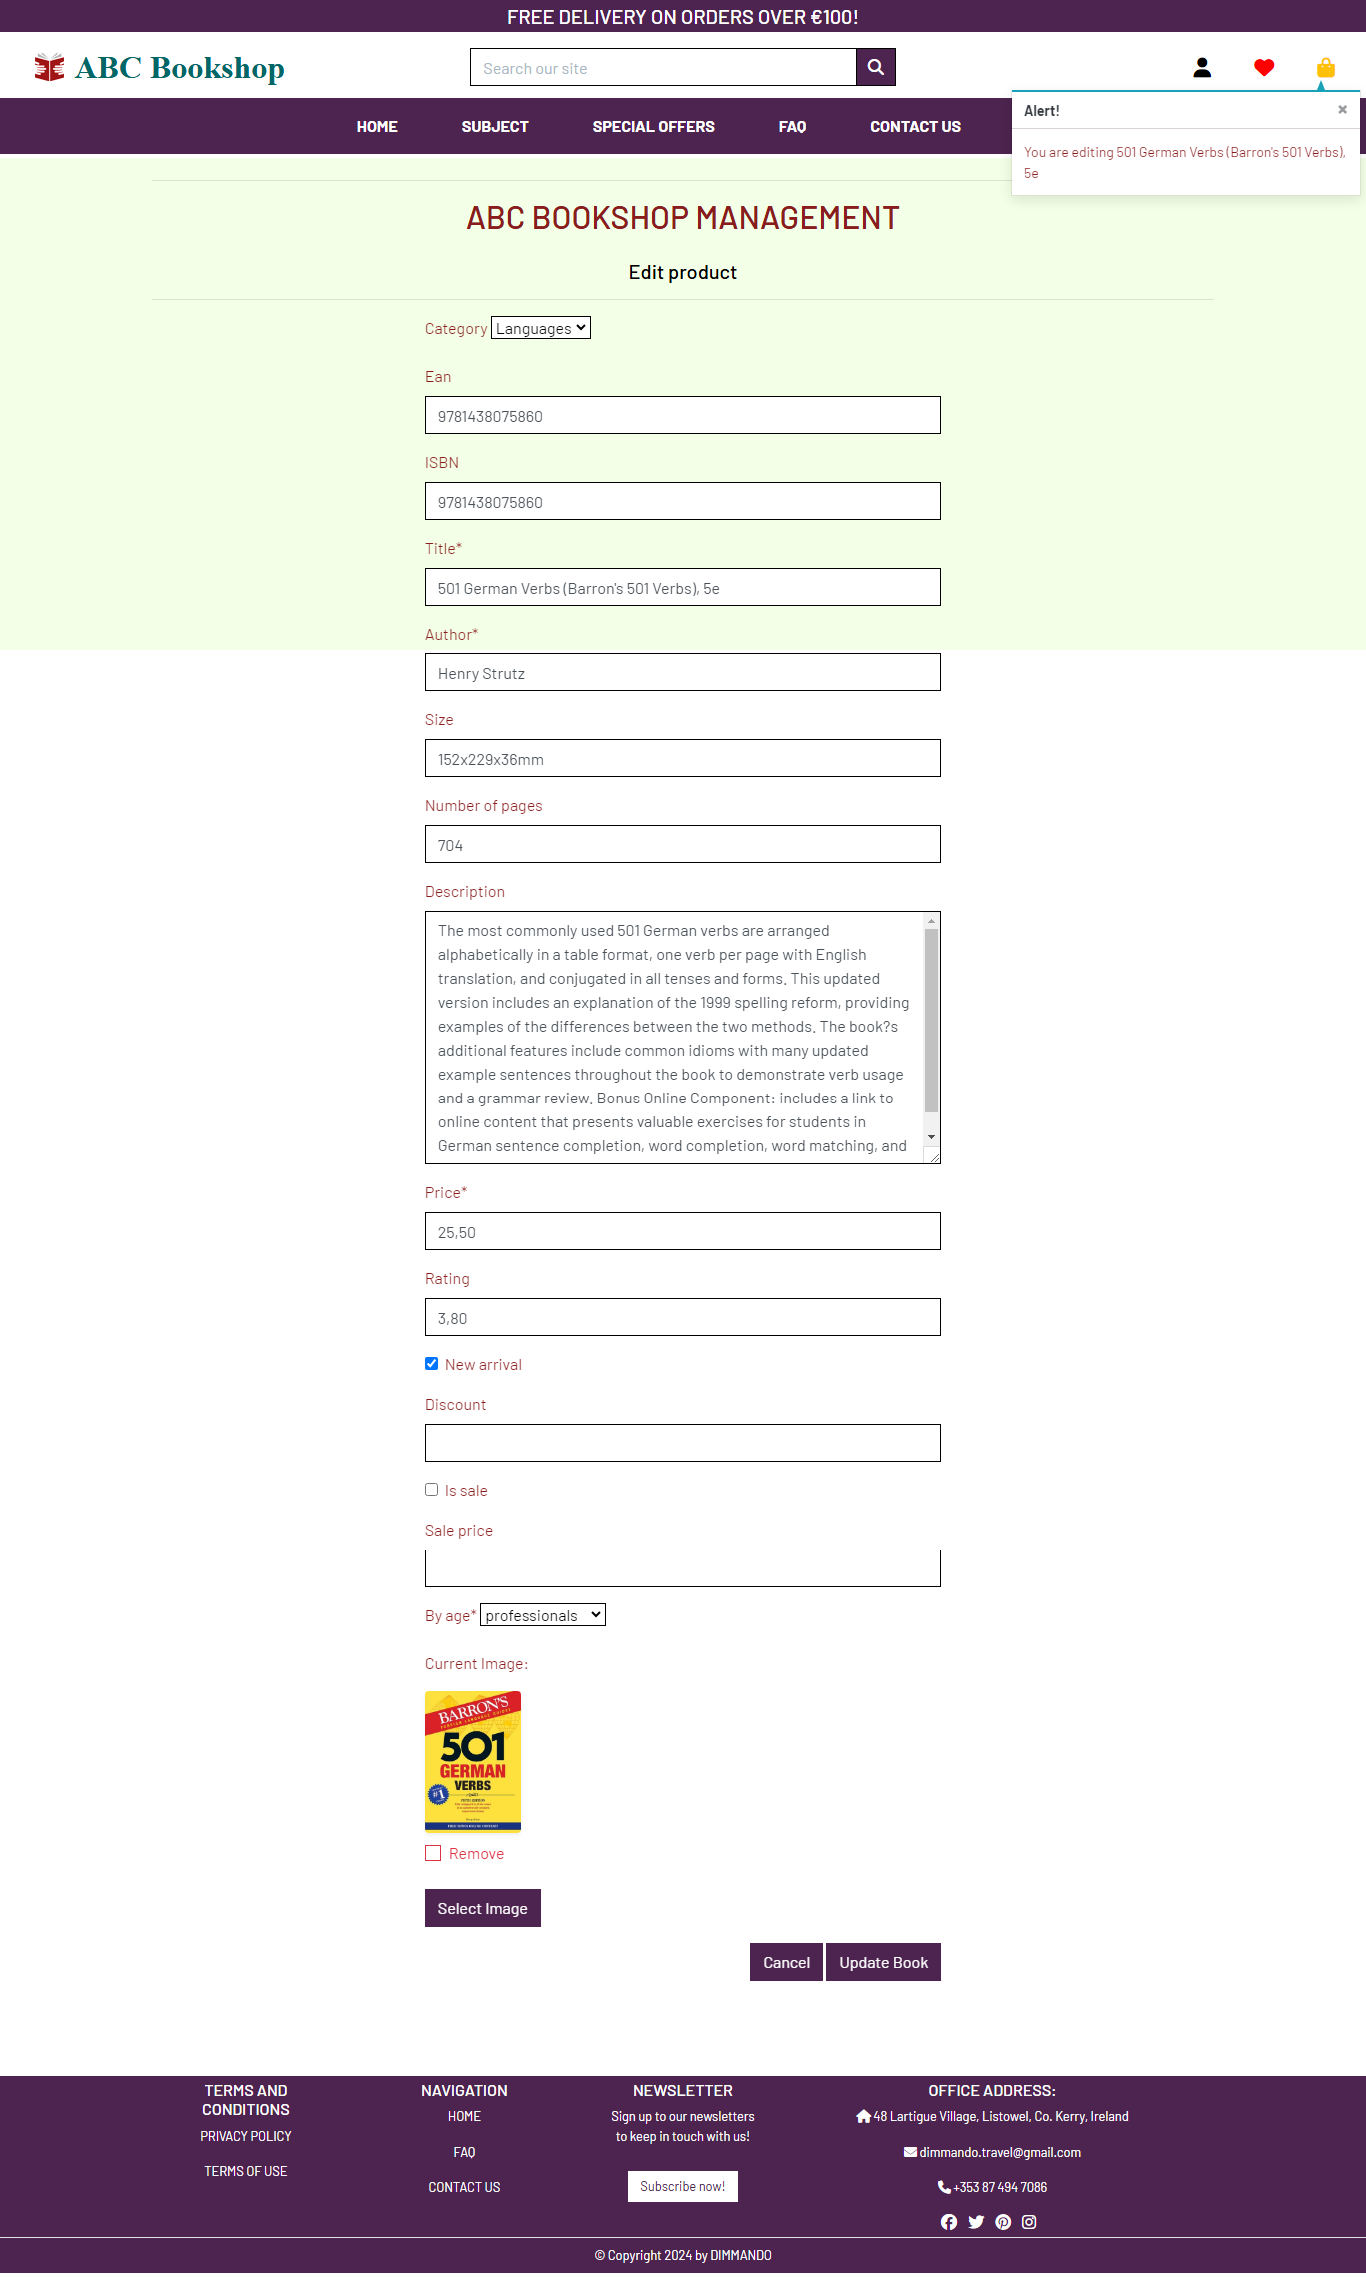 FREE DELIVERY ON ORDERS OVER €100!
ABC Bookshop
Search our site
HOME SUBJECT SPECIAL OFFERS FAQ CONTACT US
Alert! ×
You are editing 501 German Verbs (Barron's 501 Verbs),
5e
ABC BOOKSHOP MANAGEMENT
Edit product
Category Languages
Ean
9781438075860
ISBN
9781438075860
Title*
501 German Verbs (Barron's 501 Verbs), 5e
Author*
Henry Strutz
Size
152x229x36mm
Number of pages
704
Description
The most commonly used 501 German verbs are arranged
alphabetically in a table format, one verb per page with English
translation, and conjugated in all tenses and forms. This updated
version includes an explanation of the 1999 spelling reform, providing
examples of the differences between the two methods. The book?s
additional features include common idioms with many updated
example sentences throughout the book to demonstrate verb usage
and a grammar review. Bonus Online Component: includes a link to
online content that presents valuable exercises for students in
German sentence completion, word completion, word matching, and
Price*
25,50
Rating
3,80
New arrival
Discount
Is sale
Sale price
By age* professionals
Current Image:
BARRON'S
501
GERMAN
VERBS
#1
Remove
Select Image
Cancel Update Book
TERMS AND
CONDITIONS
PRIVACY POLICY
TERMS OF USE
NAVIGATION
HOME
FAQ
CONTACT US
NEWSLETTER
Sign up to our newsletters
to keep in touch with us!
Subscribe now!
OFFICE ADDRESS:
48 Lartigue Village, Listowel, Co. Kerry, Ireland
dimmando.travel@gmail.com
+353 87 494 7086
© Copyright 2024 by DIMMANDO